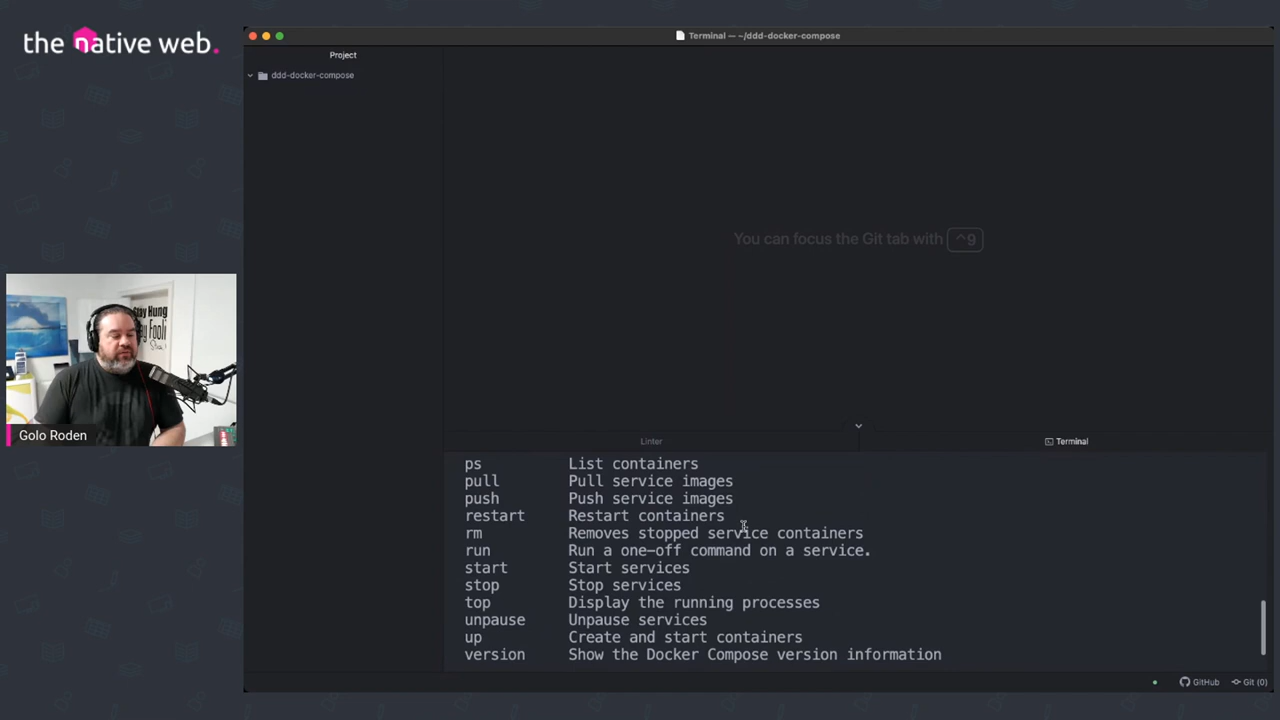 the native web.
Terminal — ~/ddd-docker-compose
Project
ddd-docker-compose
You can focus the Git tab with ^9
Stay Hung
Fooli
Golo Roden
Linter
Terminal
ps List containers
pull Pull service images
push Push service images
restart Restart containers
rm Removes stopped service containers
run Run a one-off command on a service.
start Start services
stop Stop services
top Display the running processes
unpause Unpause services
up Create and start containers
version Show the Docker Compose version information
GitHub
Git (0)